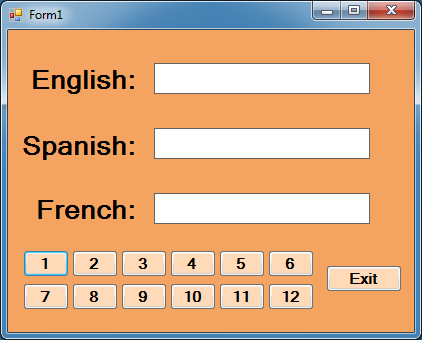 Form1
English:
Spanish:
French:
1 2 3 4 5 6
Exit
7 8 9 10 11 12